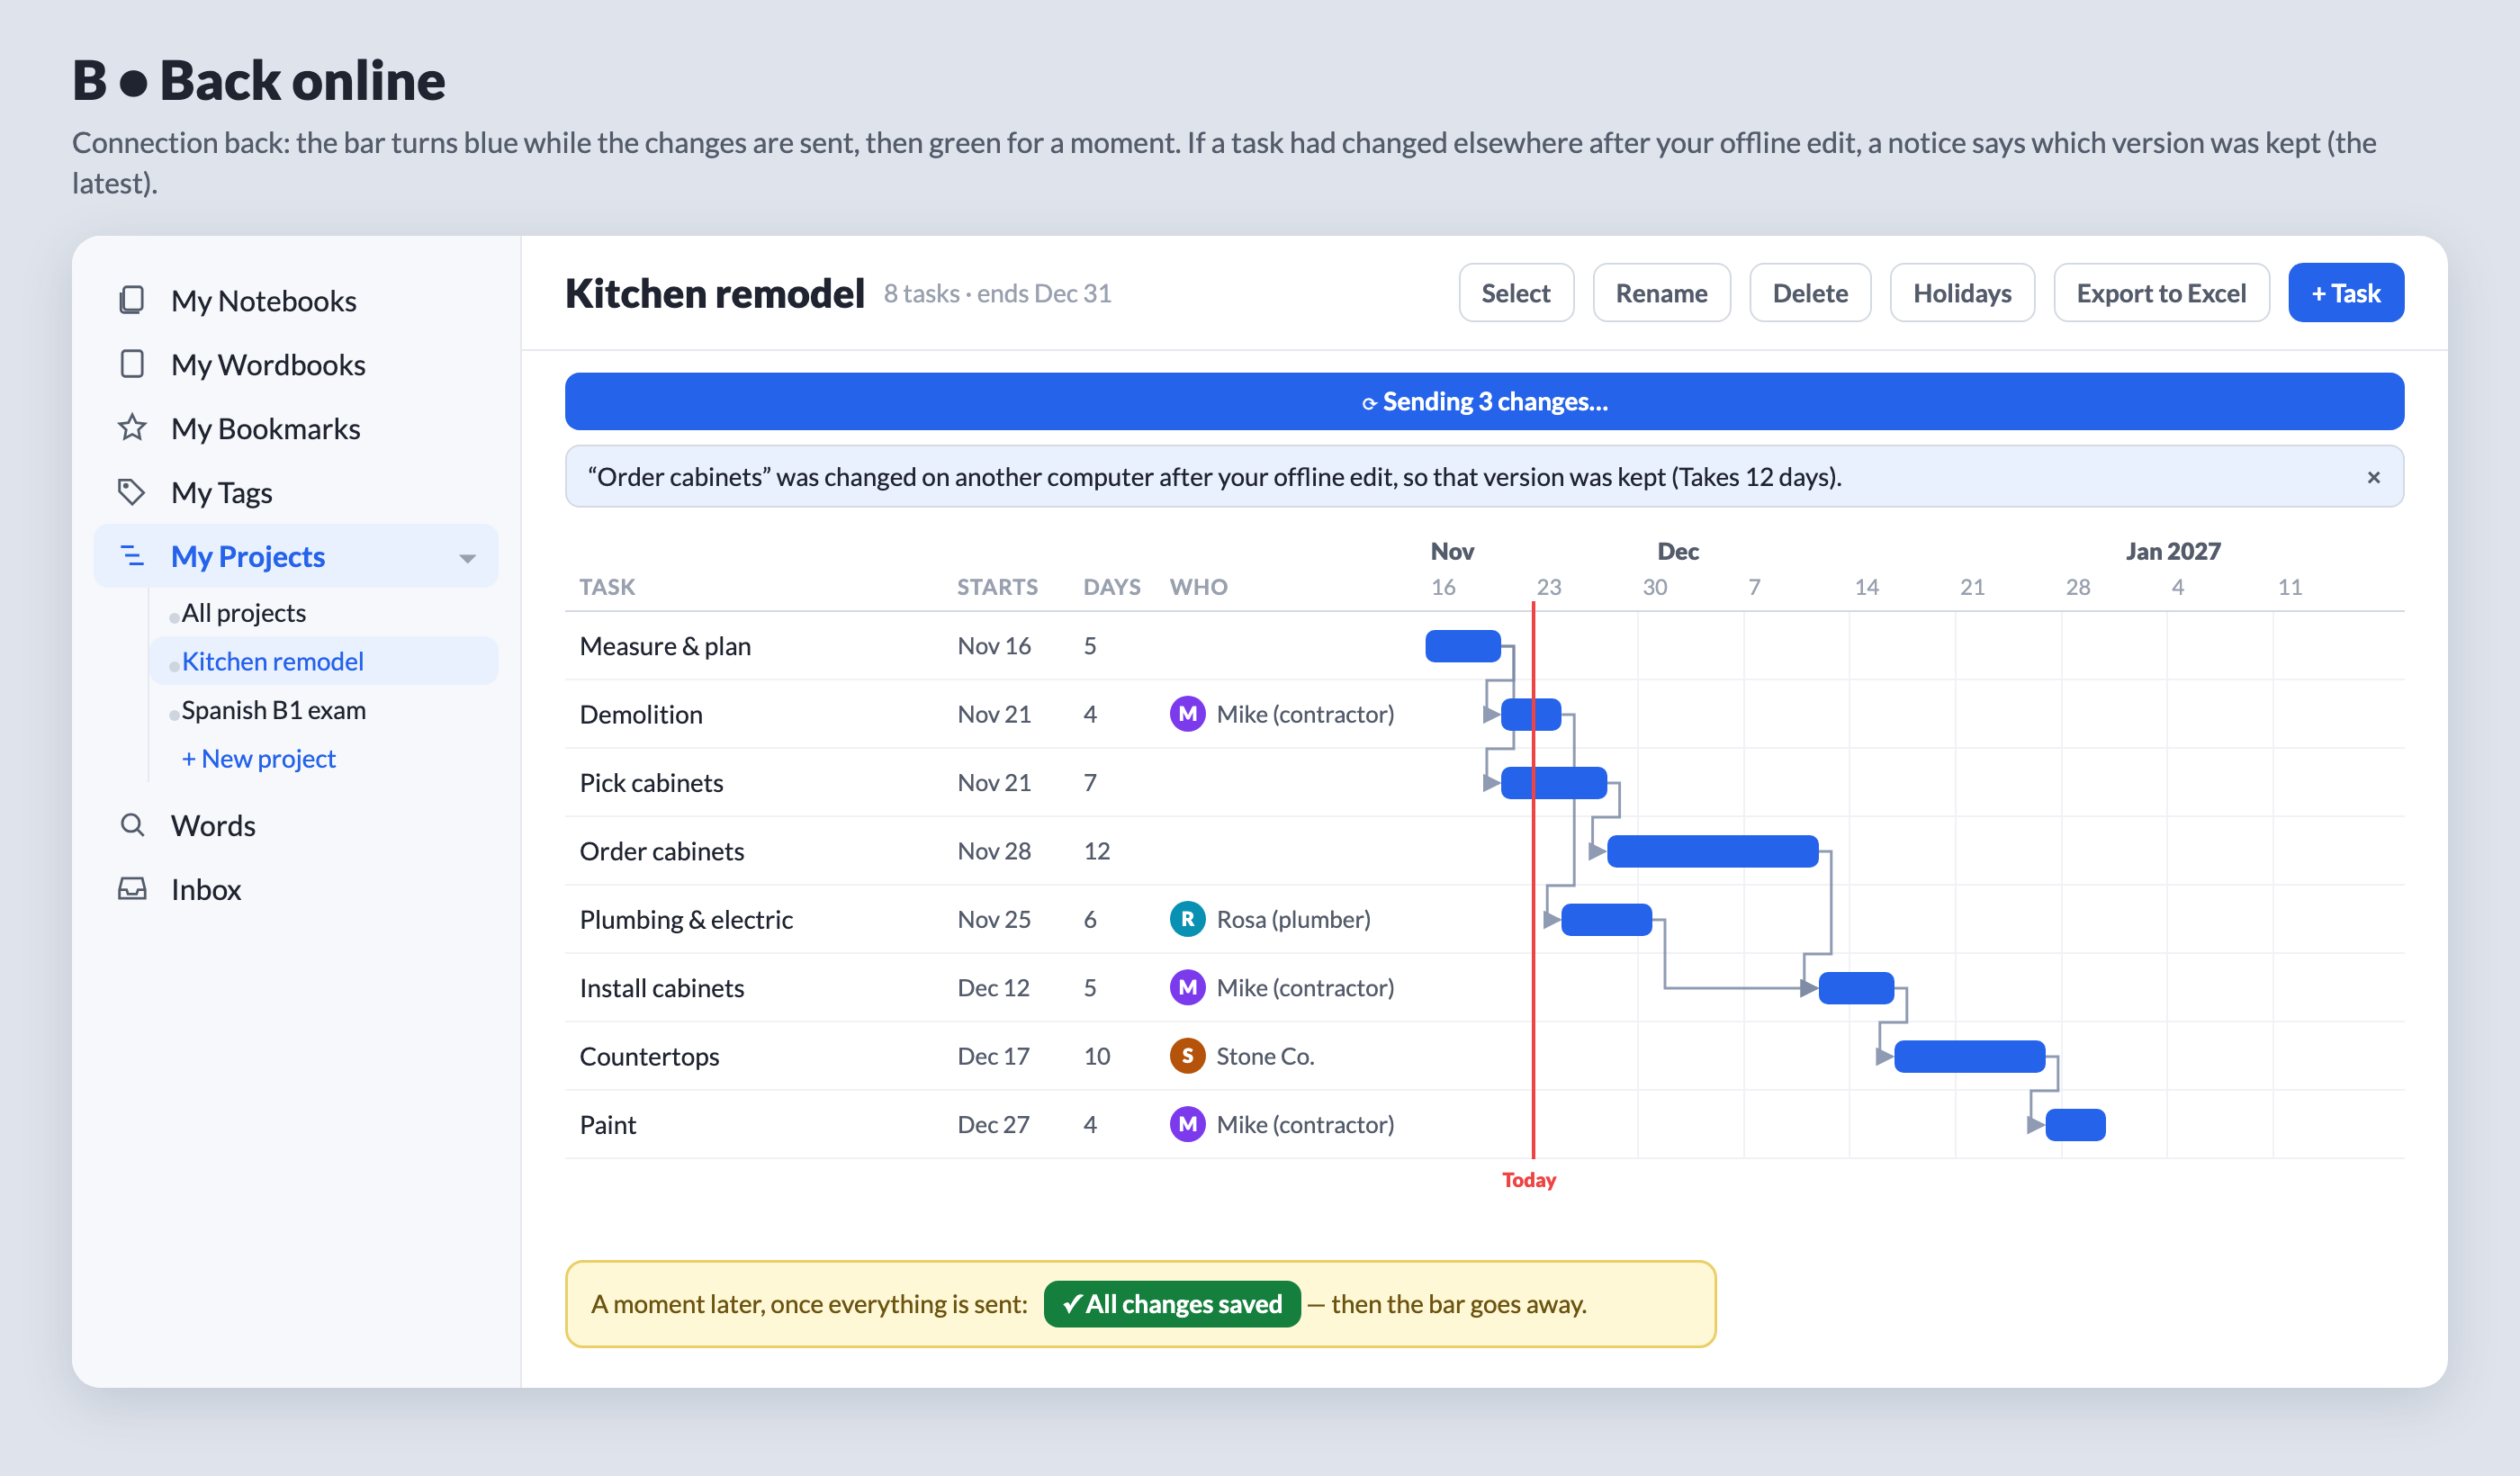 B ● Back online
Connection back: the bar turns blue while the changes are sent, then green for a moment. If a task had changed elsewhere after your offline edit, a notice says which version was kept (the
latest).
My Notebooks
My Wordbooks
My Bookmarks
My Tags
My Projects
All projects
Kitchen remodel
Spanish B1 exam
+ New project
Words
Inbox
Kitchen remodel 8 tasks · ends Dec 31
Select Rename Delete Holidays Export to Excel + Task
⟳ Sending 3 changes…
“Order cabinets” was changed on another computer after your offline edit, so that version was kept (Takes 12 days). ×
Nov Dec Jan 2027
TASK STARTS DAYS WHO 16 23 30 7 14 21 28 4 11
Measure & plan Nov 16 5
Demolition Nov 21 4 M Mike (contractor)
Pick cabinets Nov 21 7
Order cabinets Nov 28 12
Plumbing & electric Nov 25 6 R Rosa (plumber)
Install cabinets Dec 12 5 M Mike (contractor)
Countertops Dec 17 10 S Stone Co.
Paint Dec 27 4 M Mike (contractor)
Today
A moment later, once everything is sent: ✓ All changes saved — then the bar goes away.